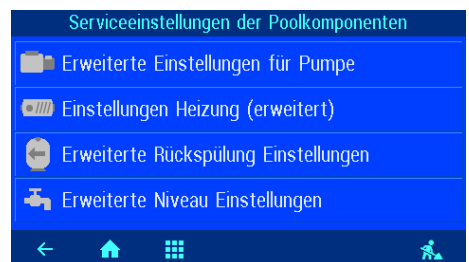 Serviceeinstellungen der Poolkomponenten
Erweiterte Einstellungen für Pumpe
Einstellungen Heizung (erweitert)
Erweiterte Rückspülung Einstellungen
Erweiterte Niveau Einstellungen